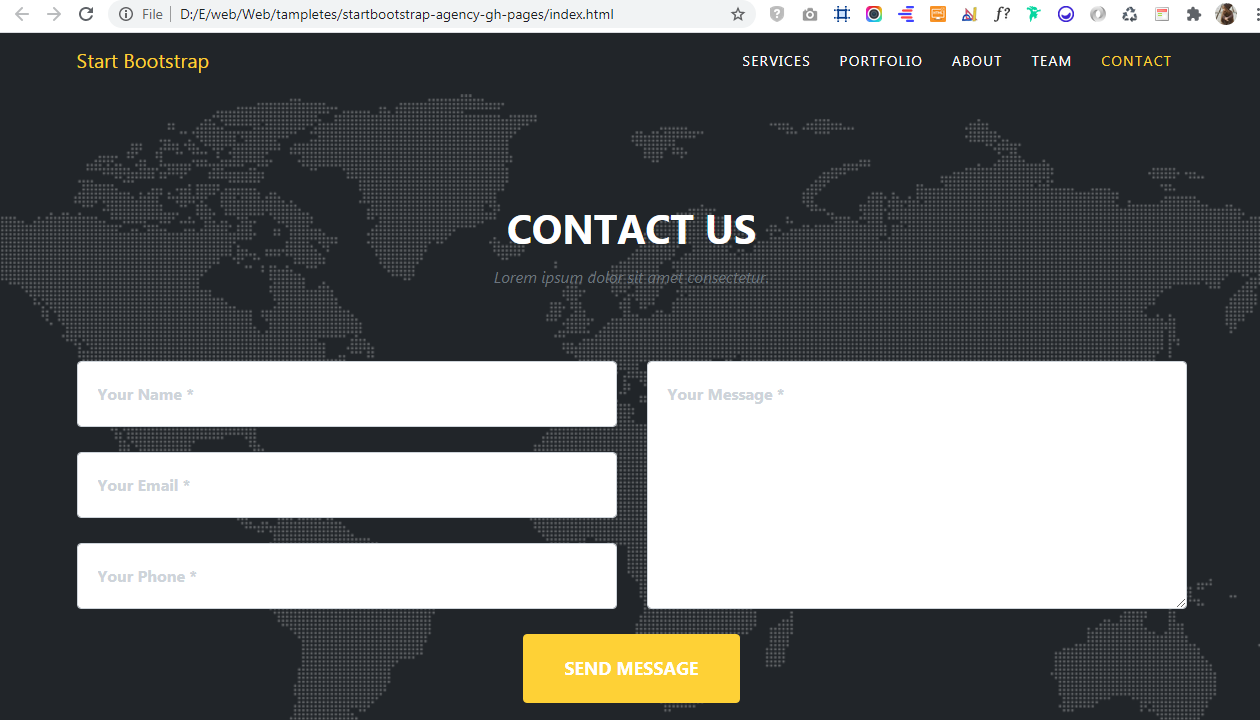 File D:/E/web/Web/tampletes/startbootstrap-agency-gh-pages/index.html
Start Bootstrap SERVICES PORTFOLIO ABOUT TEAM CONTACT
CONTACT US
Lorem ipsum dolor sit amet consectetur.
Your Name *
Your Message *
Your Email *
Your Phone *
SEND MESSAGE